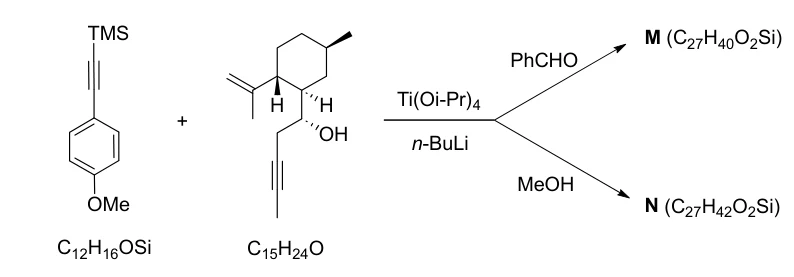 TMS
OMe
C₁₂H₁₆OSi
+
H
H
OH
C₁₅H₂₄O
Ti(Oi-Pr)₄
n-BuLi
PhCHO
MeOH
M (C₂₇H₄₀O₂Si)
N (C₂₇H₄₂O₂Si)